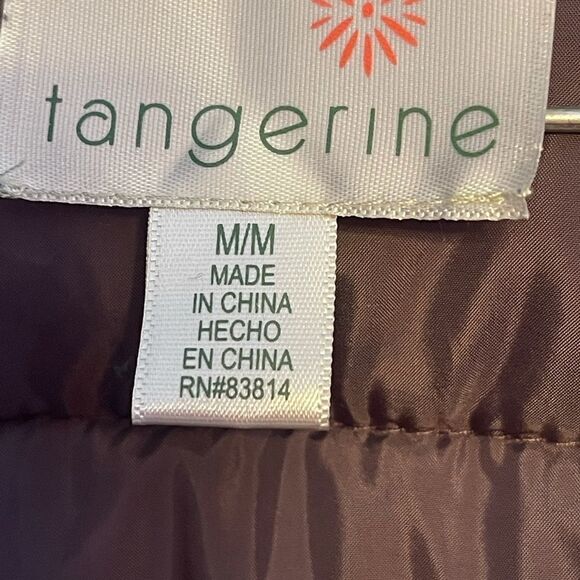 tangerine
M/M
MADE
IN CHINA
HECHO
EN CHINA
RN#83814